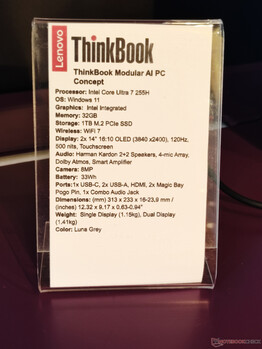 Lenovo
ThinkBook
ThinkBook Modular AI PC
Concept
Processor: Intel Core Ultra 7 255H
OS: Windows 11
Graphics: Intel Integrated
Memory: 32GB
Storage: 1TB M.2 PCIe SSD
Wireless: WiFi 7
Display: 2x 14" 16:10 OLED (3840 x2400), 120Hz,
500 nits, Touchscreen
Audio: Harman Kardon 2+2 Speakers, 4-mic Array,
Dolby Atmos, Smart Amplifier
Camera: 8MP
Battery: 33Wh
Ports:1x USB-C, 2x USB-A, HDMI, 2x Magic Bay
Pogo Pin, 1x Combo Audio Jack
Dimensions: (mm) 313 x 233 x 16-23.9 mm /
(inches) 12.32 x 9.17 x 0.63-0.94"
Weight: Single Display (1.15kg), Dual Display
(1.41kg)
Color: Luna Grey
NOTEBOOKCHECK